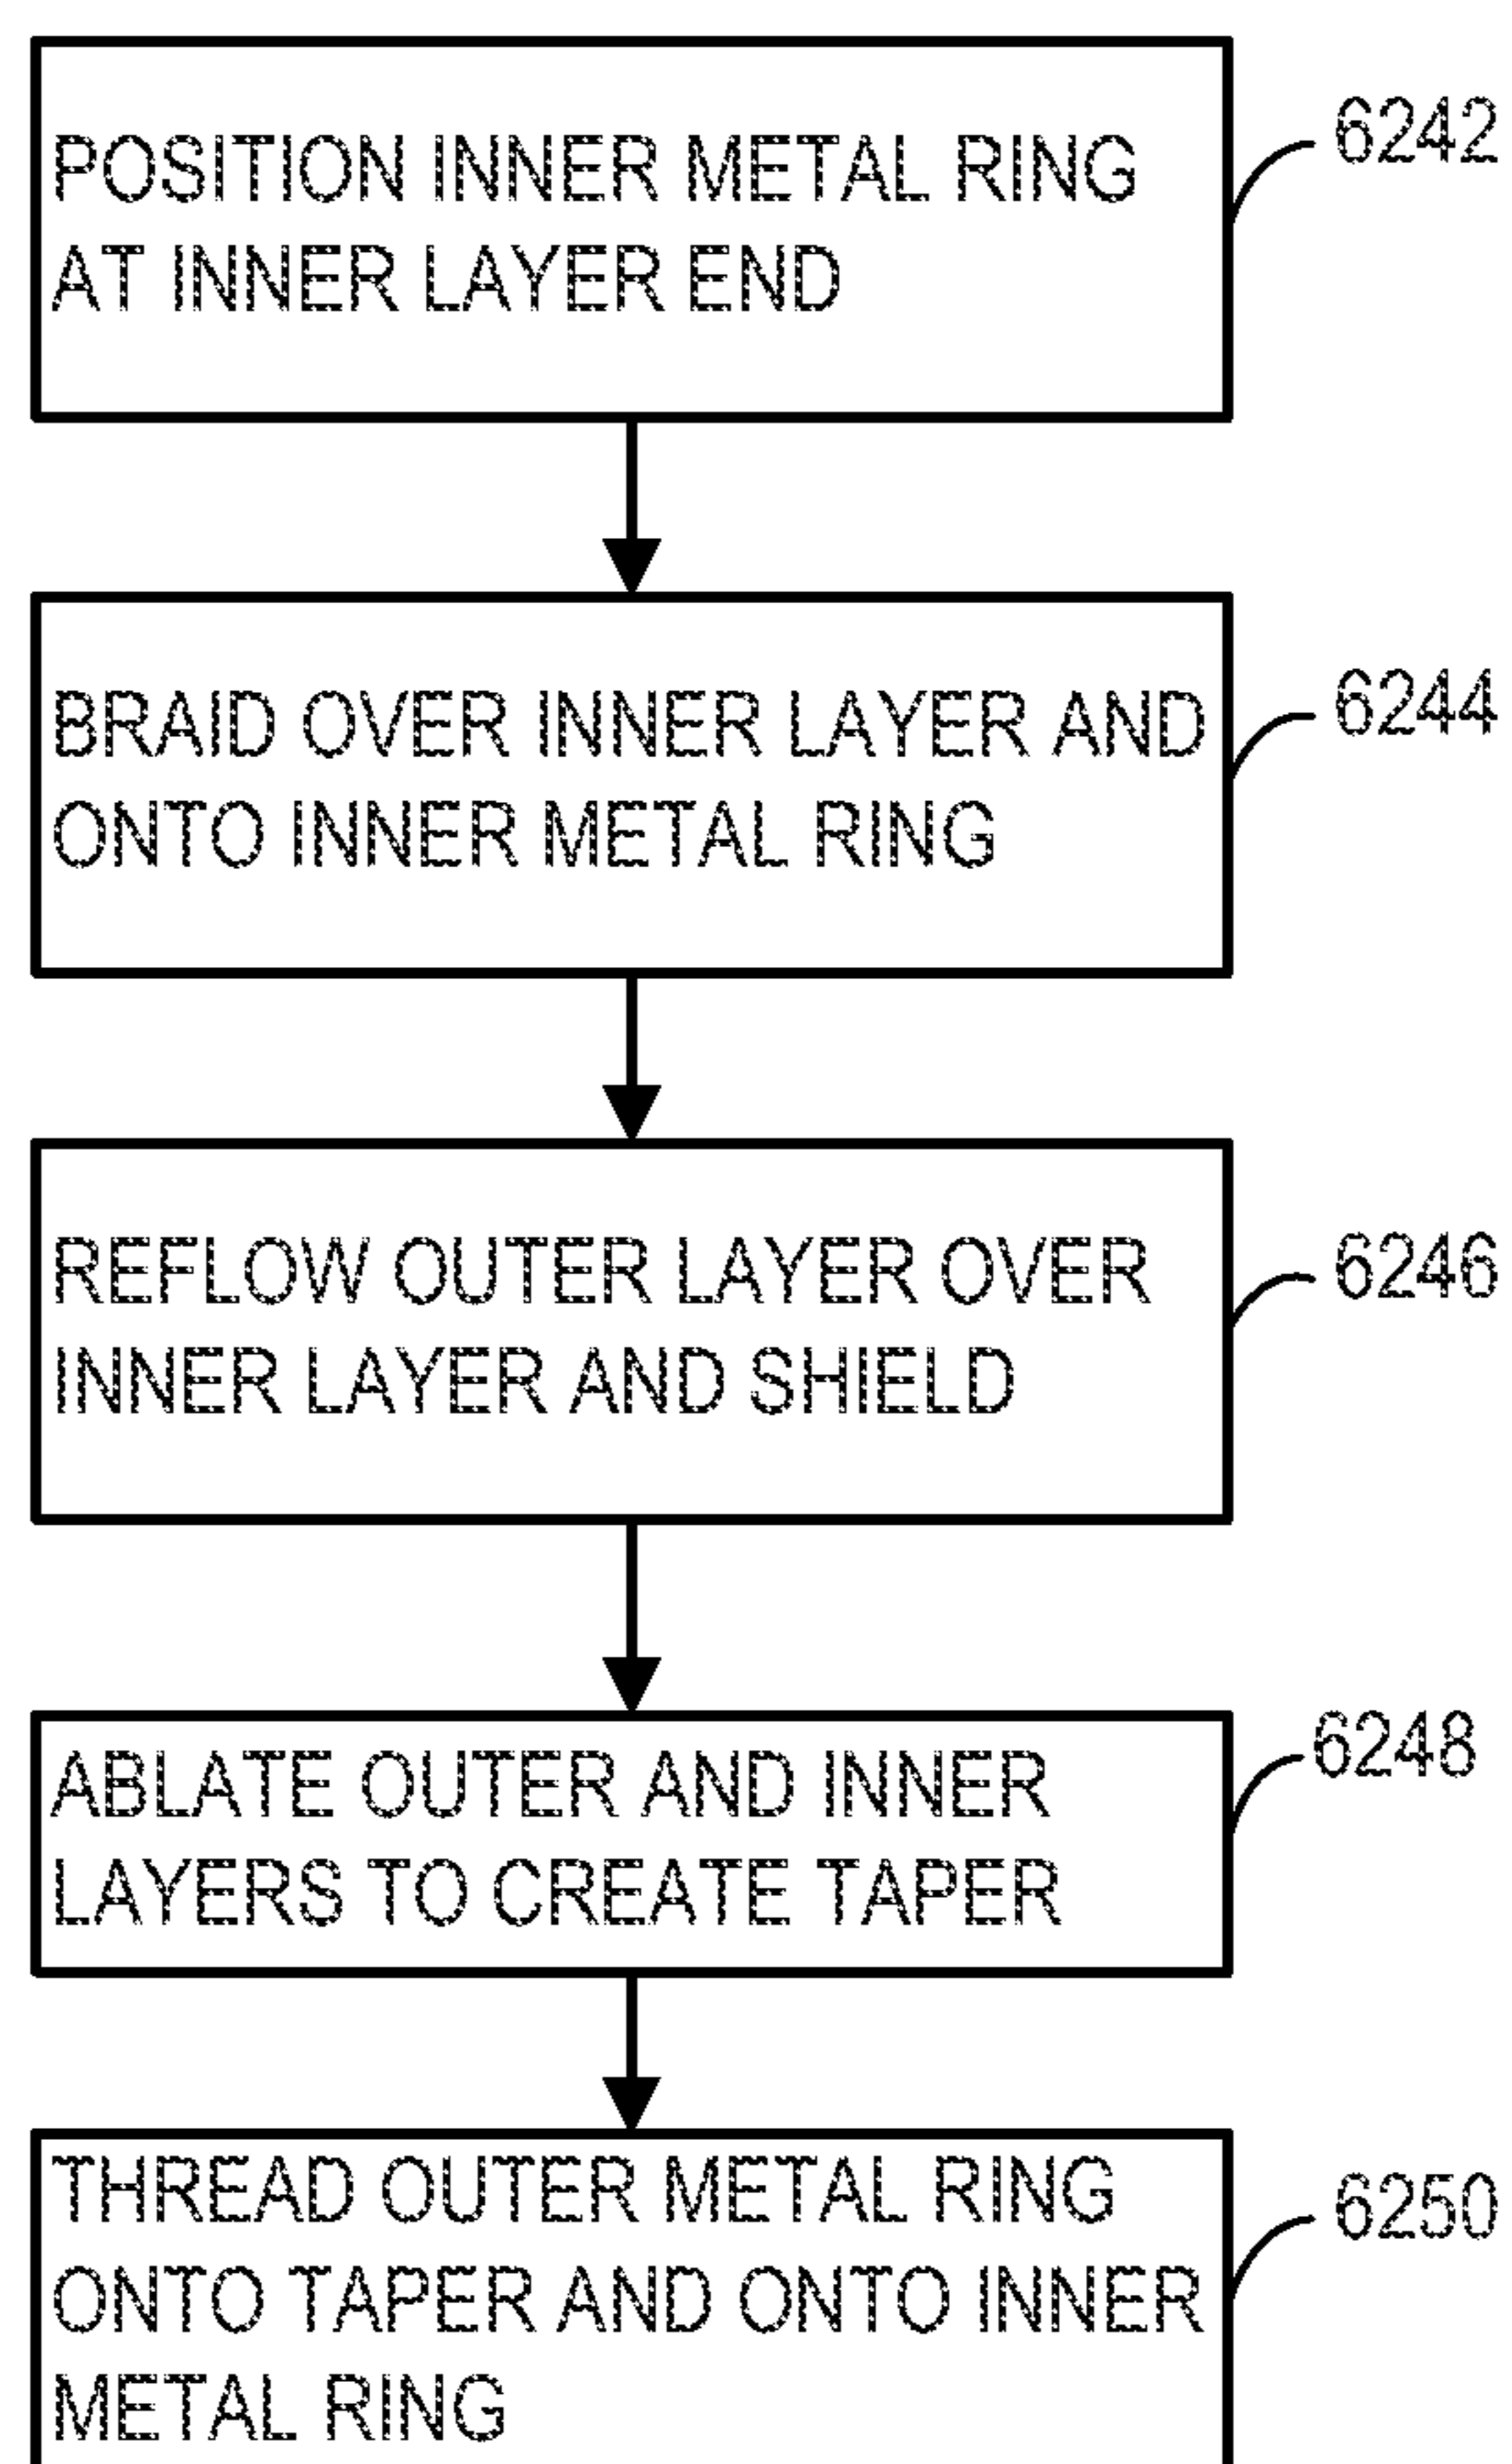 POSITION INNER METAL RING
AT INNER LAYER END
6242
BRAID OVER INNER LAYER AND
ONTO INNER METAL RING
6244
REFLOW OUTER LAYER OVER
INNER LAYER AND SHIELD
6246
ABLATE OUTER AND INNER
LAYERS TO CREATE TAPER
6248
THREAD OUTER METAL RING
ONTO TAPER AND ONTO INNER
METAL RING
6250